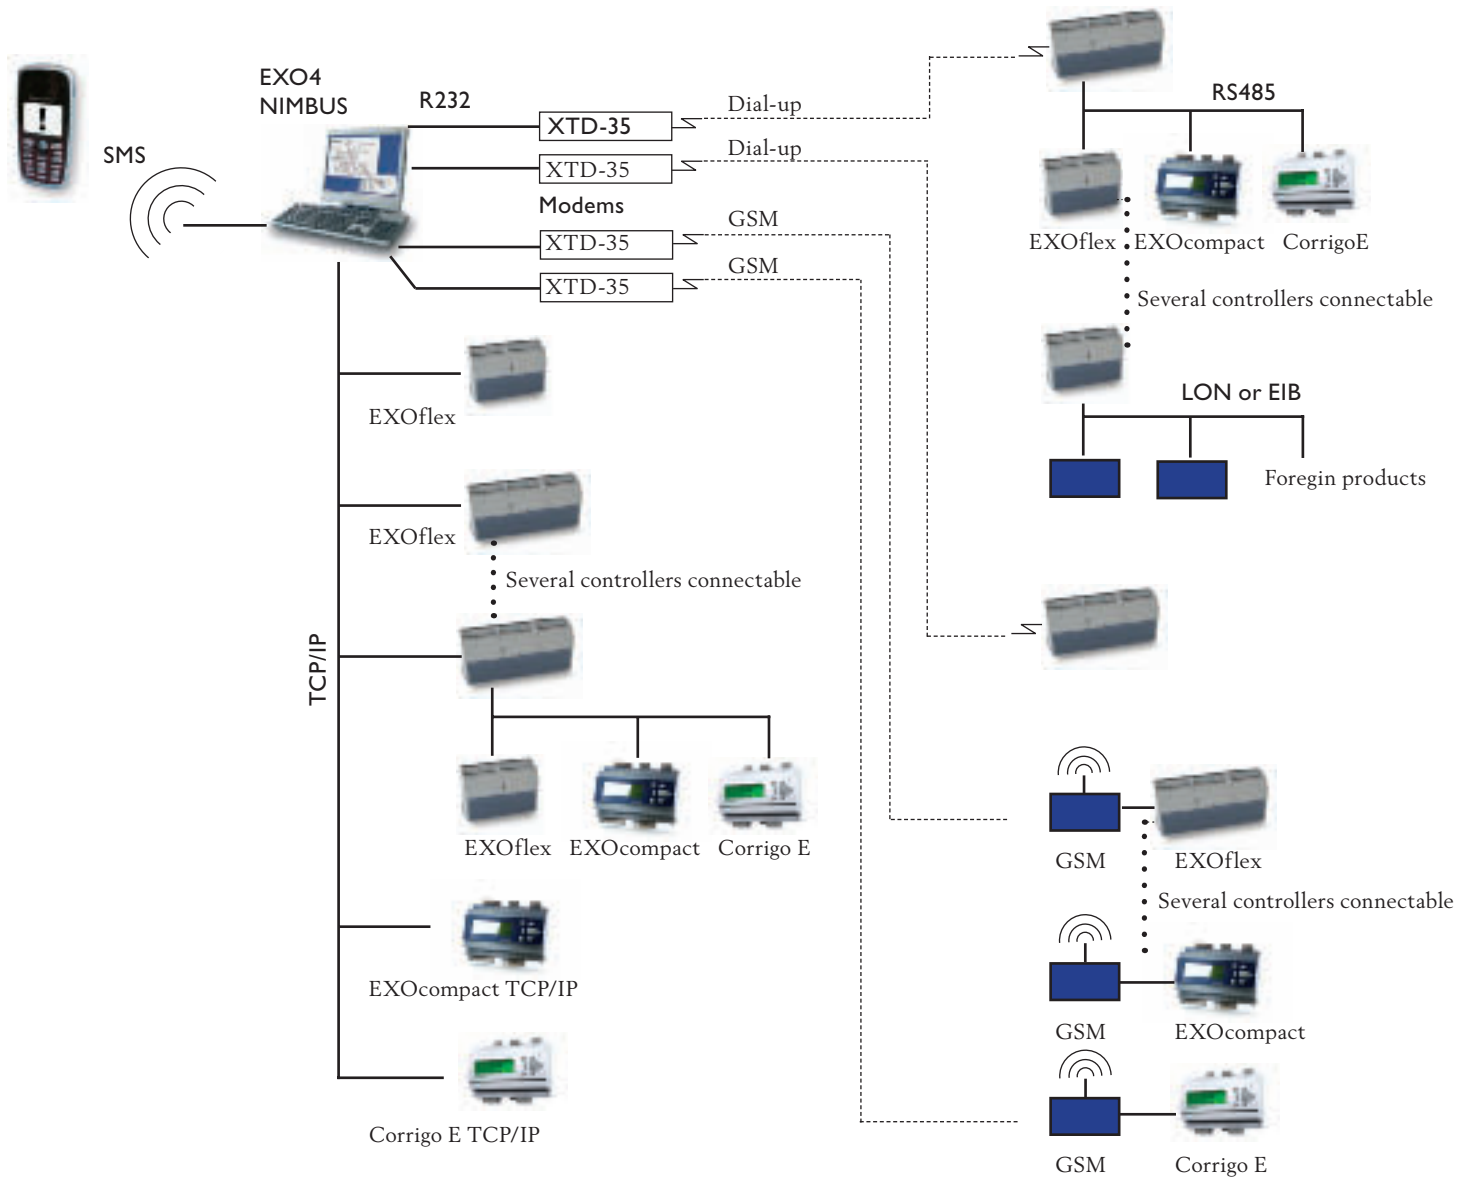 EXO4
NIMBUS
R232
SMS
XTD-35
Dial-up
XTD-35
Dial-up
Modems
XTD-35
GSM
XTD-35
GSM
RS485
EXOflex
EXOcompact
CorrigoE
Several controllers connectable
LON or EIB
Foregin products
TCP/IP
EXOflex
EXOflex
Several controllers connectable
EXOflex
EXOcompact
Corrigo E
EXOcompact TCP/IP
Corrigo E TCP/IP
GSM
EXOflex
Several controllers connectable
GSM
EXOcompact
GSM
Corrigo E